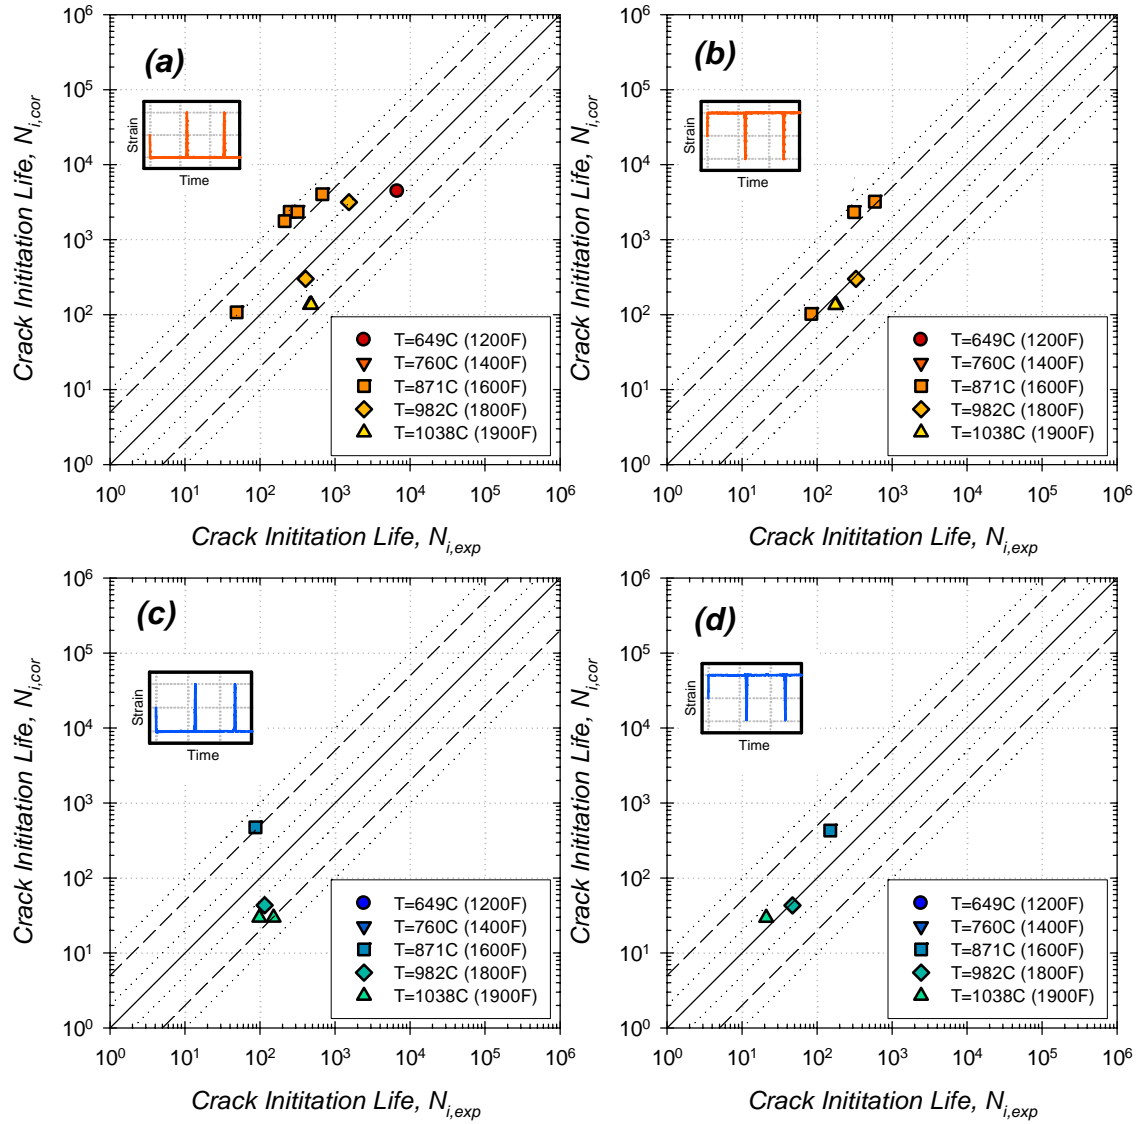 (a)
Strain
Time
Crack Inititation Life, N_i,cor
10^5
10^4
10^3
10^2
10^1
10^0
T=649C (1200F)
T=760C (1400F)
T=871C (1600F)
T=982C (1800F)
T=1038C (1900F)
10^0 10^1 10^2 10^3 10^4 10^5 10^6
Crack Inititation Life, N_i,exp
(b)
Strain
Time
Crack Inititation Life, N_i,cor
10^5
10^4
10^3
10^2
10^1
10^0
T=649C (1200F)
T=760C (1400F)
T=871C (1600F)
T=982C (1800F)
T=1038C (1900F)
10^0 10^1 10^2 10^3 10^4 10^5 10^6
Crack Inititation Life, N_i,exp
(c)
Strain
Time
Crack Inititation Life, N_i,cor
10^6
10^5
10^4
10^3
10^2
10^1
10^0
T=649C (1200F)
T=760C (1400F)
T=871C (1600F)
T=982C (1800F)
T=1038C (1900F)
10^0 10^1 10^2 10^3 10^4 10^5 10^6
Crack Inititation Life, N_i,exp
(d)
Strain
Time
Crack Inititation Life, N_i,cor
10^6
10^5
10^4
10^3
10^2
10^1
10^0
T=649C (1200F)
T=760C (1400F)
T=871C (1600F)
T=982C (1800F)
T=1038C (1900F)
10^0 10^1 10^2 10^3 10^4 10^5 10^6
Crack Inititation Life, N_i,exp